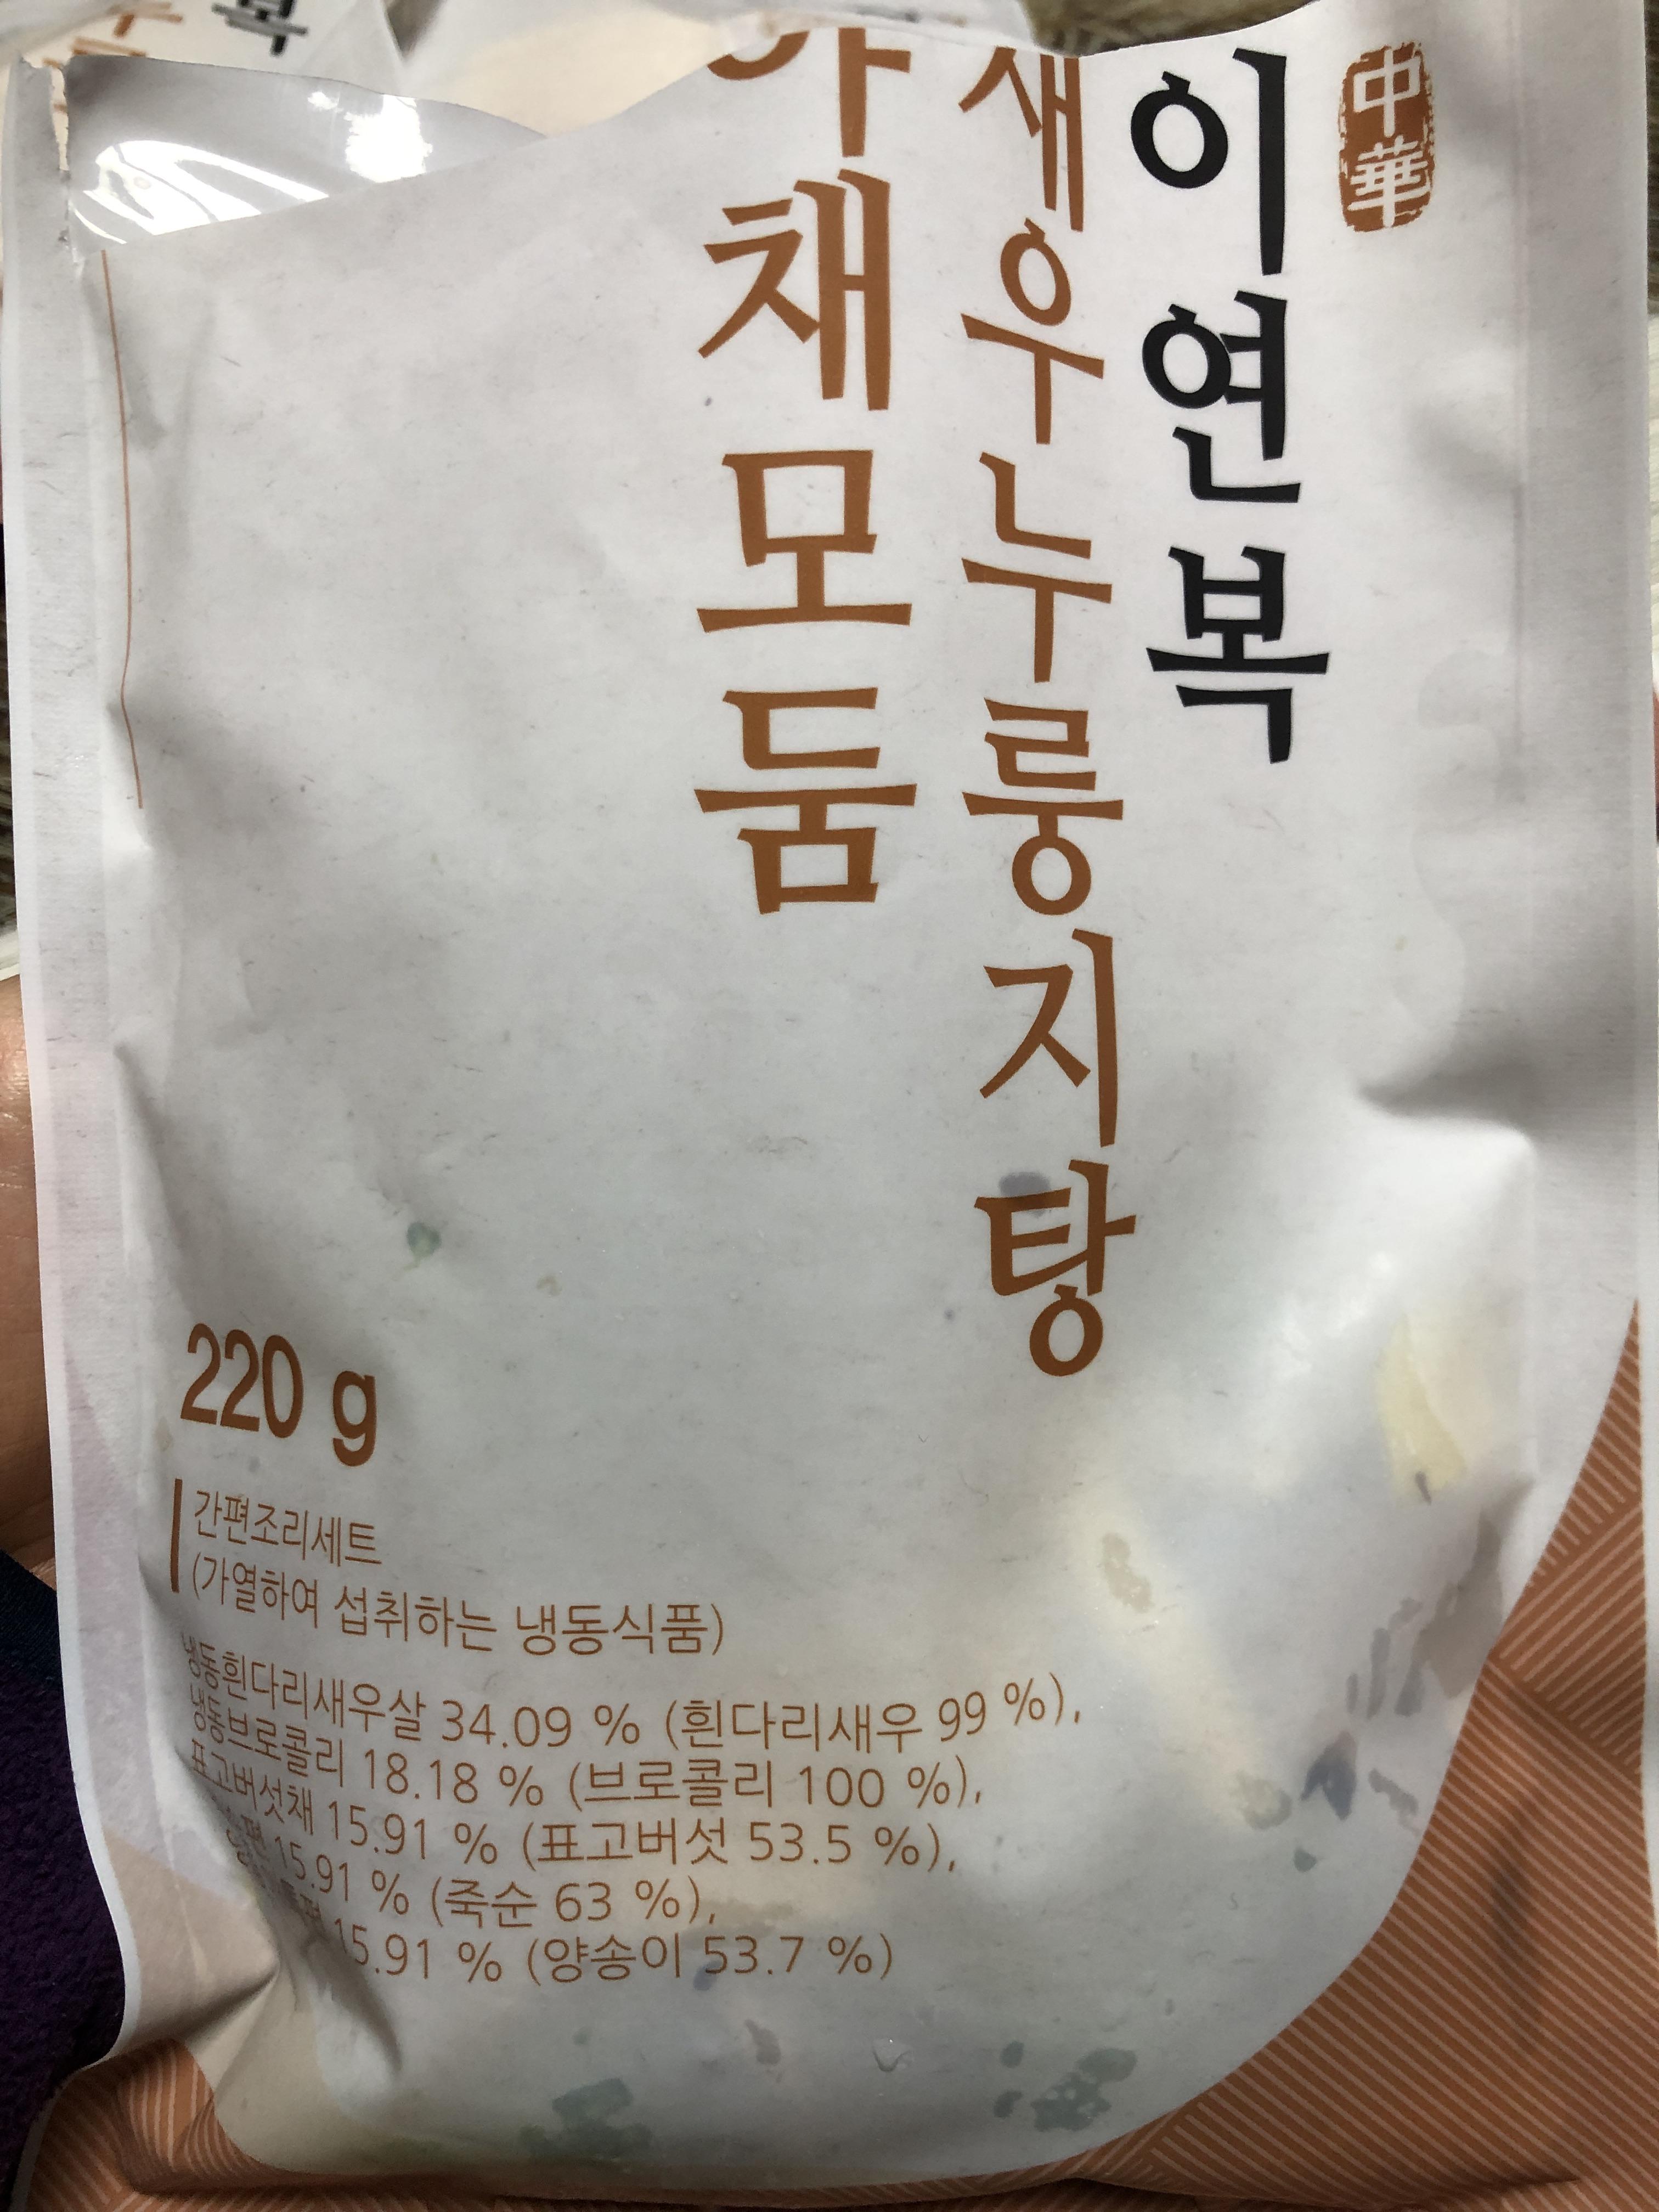 中華
이연복
새우누룽지탕
야채모둠
220 g
간편조리세트
(가열하여 섭취하는 냉동식품)
냉동흰다리새우살 34.09 % (흰다리새우 99 %),
냉동브로콜리 18.18 % (브로콜리 100 %),
표고버섯채 15.91 % (표고버섯 53.5 %),
15.91 % (죽순 63 %),
15.91 % (양송이 53.7 %)